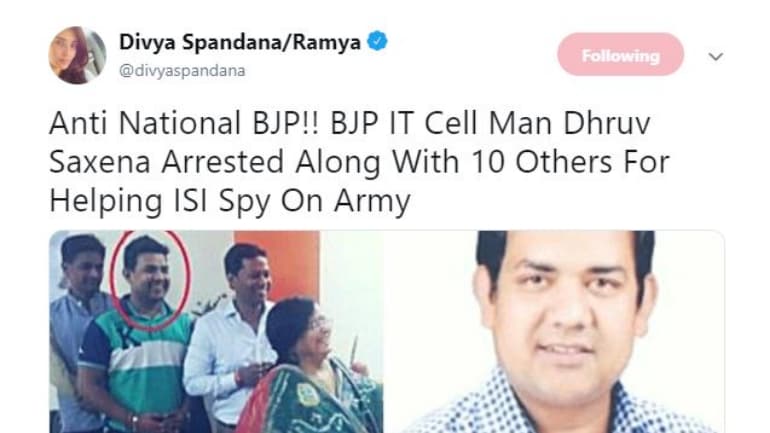 Divya Spandana/Ramya
Following
@divyaspandana
Anti National BJP!! BJP IT Cell Man Dhruv
Saxena Arrested Along With 10 Others For
Helping ISI Spy On Army